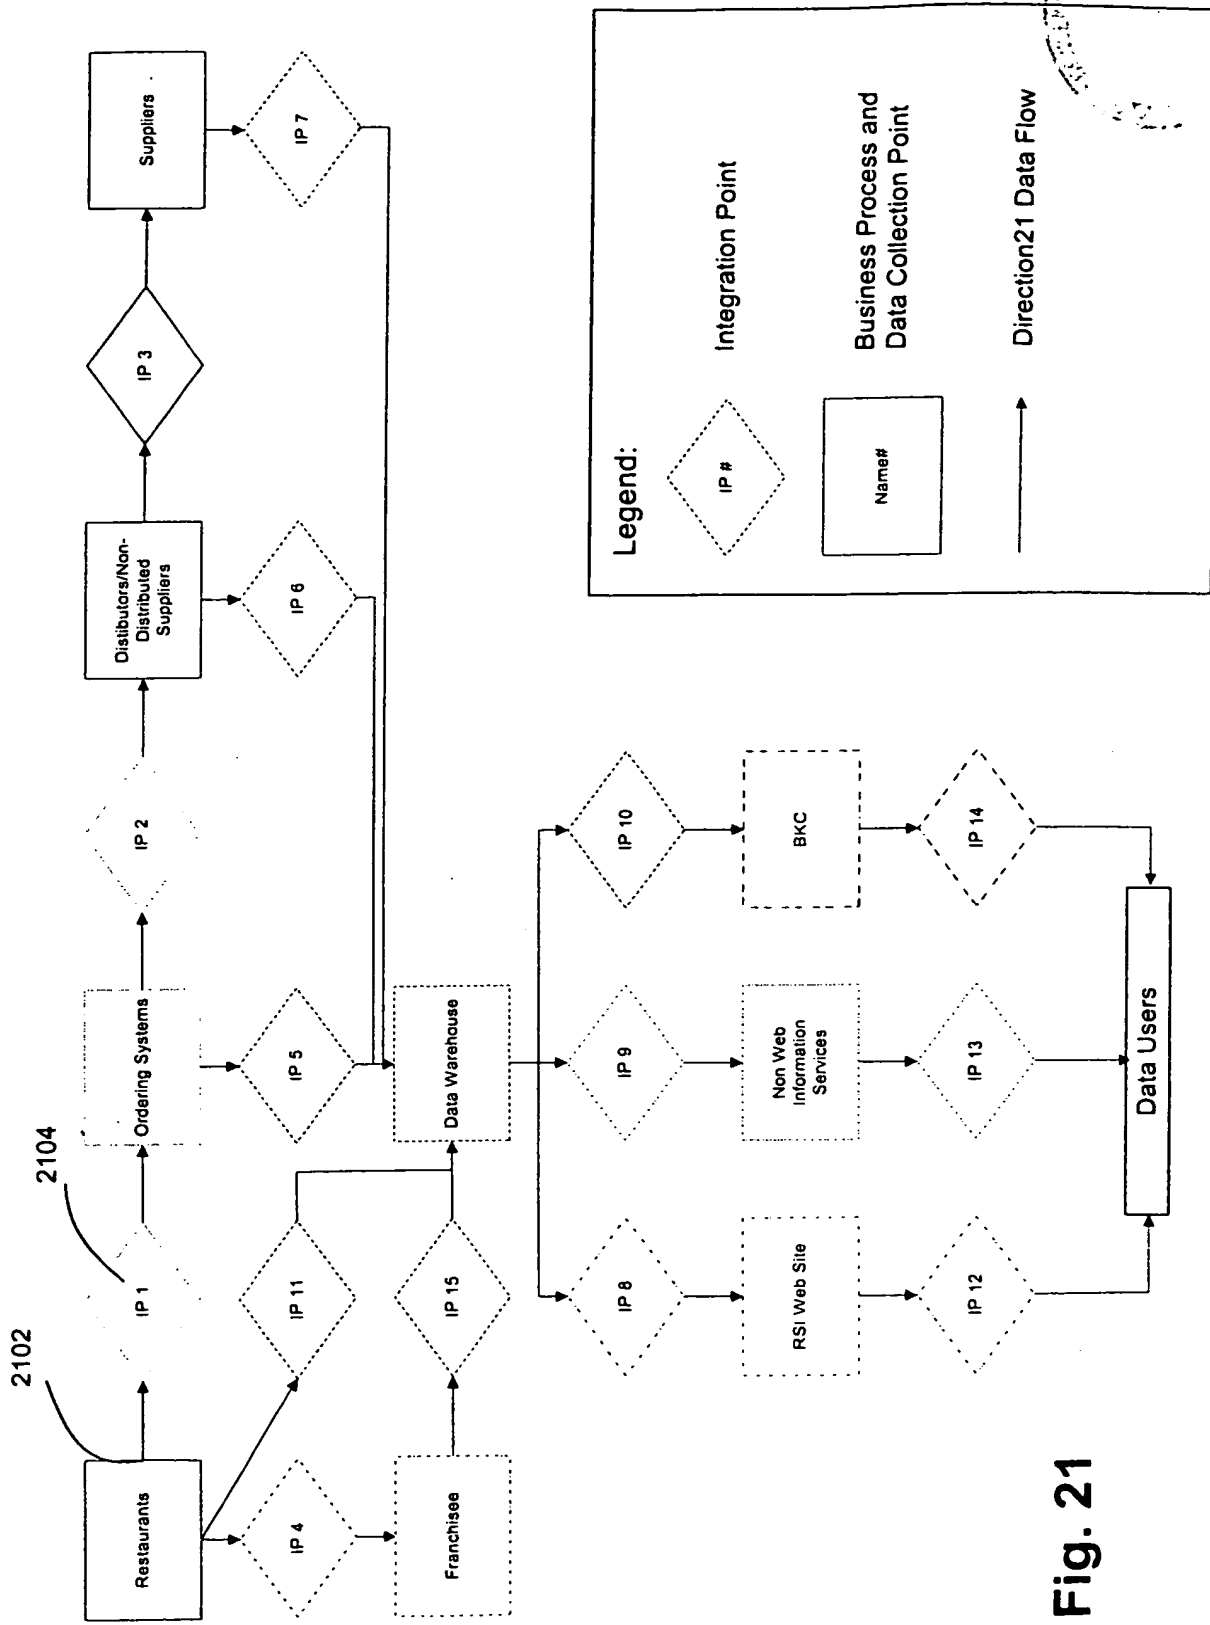 2102
2104
Restaurants
IP 1
Ordering Systems
IP 2
Distibutors/Non-
Distributed
Suppliers
IP 3
Suppliers
IP 4
IP 11
IP 5
IP 6
IP 7
Franchisee
IP 15
Data Warehouse
IP 8
IP 9
IP 10
RSI Web Site
Non Web
Information
Services
BKC
IP 12
IP 13
IP 14
Data Users
Legend:
IP #
Integration Point
Name#
Business Process and
Data Collection Point
Direction21 Data Flow
Fig. 21